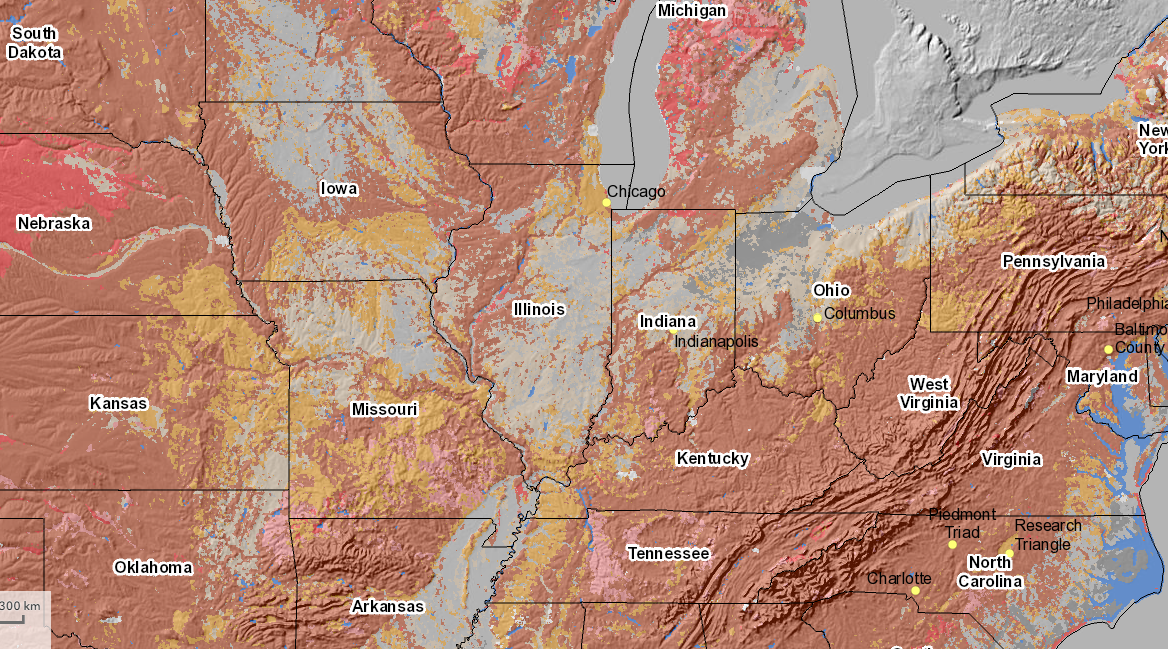 Michigan
South
Dakota
New
York
Iowa
Chicago
Nebraska
Pennsylvania
Ohio
Illinois
Columbus
Philadelphia
Indiana
Baltimo
County
Indianapolis
Maryland
West
Virginia
Kansas
Missouri
Kentucky
Virginia
Piedmont
Triad
Research
Triangle
Tennessee
Oklahoma
North
Carolina
Charlotte
Arkansas
300 km